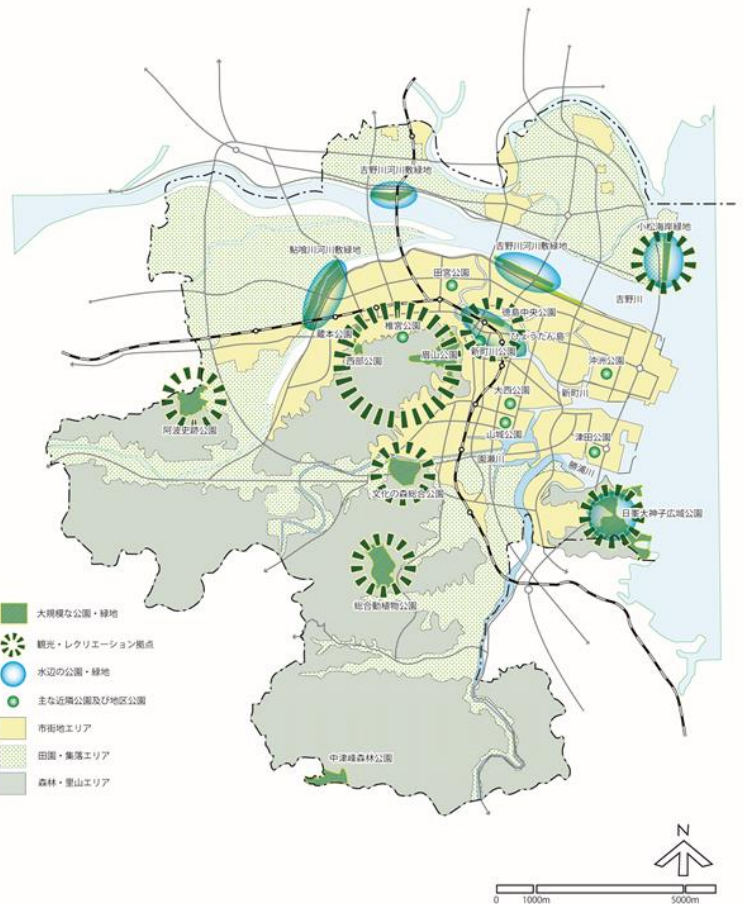 吉野川河川敷緑地
小松海岸緑地
鮎喰川河川敷緑地
吉野川河川敷緑地
田宮公園
吉野川
徳島中央公園
蔵本公園
椎宮公園
ひょうたん島
西部公園
眉山公園
新町川公園
沖洲公園
大西公園
新町川
阿波史跡公園
山城公園
津田公園
園瀬川
勝浦川
文化の森総合公園
日峯大神子広域公園
総合動植物公園
中津峰森林公園
大規模な公園・緑地
観光・レクリエーション拠点
水辺の公園・緑地
主な近隣公園及び地区公園
市街地エリア
田園・集落エリア
森林・里山エリア
N
0 1000m 5000m